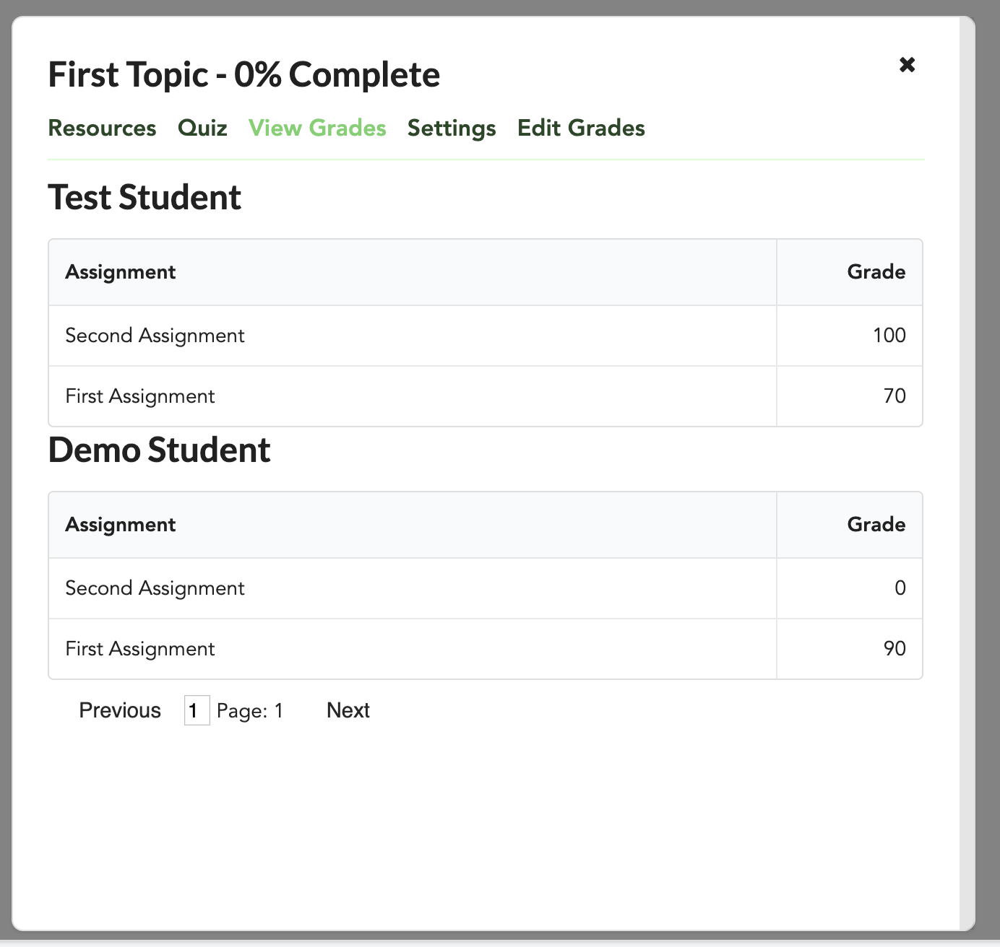 First Topic - 0% Complete
✖
Resources Quiz View Grades Settings Edit Grades
Test Student
Assignment Grade
Second Assignment 100
First Assignment 70
Demo Student
Assignment Grade
Second Assignment 0
First Assignment 90
Previous 1 Page: 1 Next